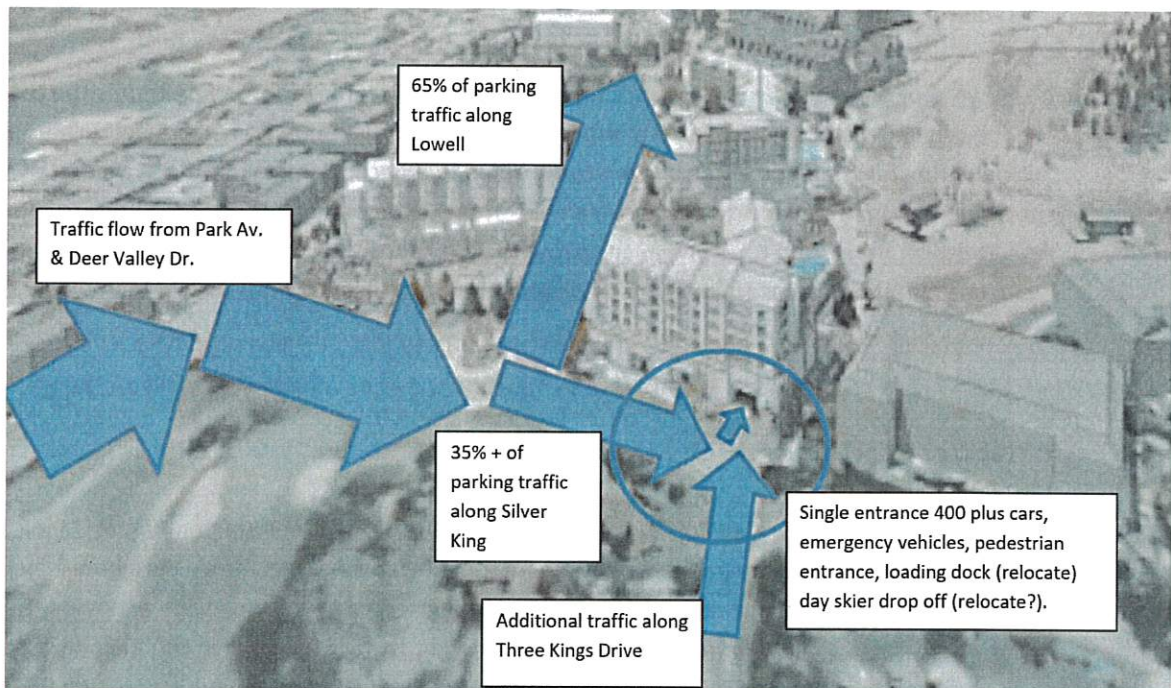 65% of parking
traffic along
Lowell
Traffic flow from Park Av.
& Deer Valley Dr.
35% + of
parking traffic
along Silver
King
Single entrance 400 plus cars,
emergency vehicles, pedestrian
entrance, loading dock (relocate)
day skier drop off (relocate?).
Additional traffic along
Three Kings Drive